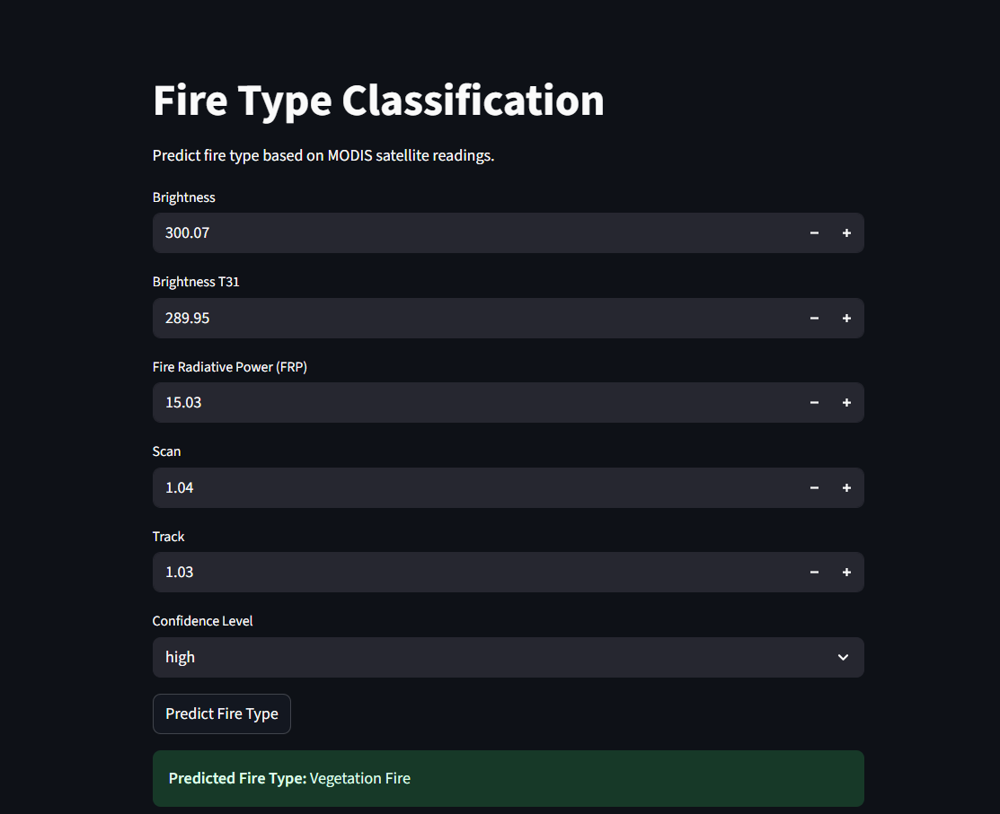 Fire Type Classification
Predict fire type based on MODIS satellite readings.
Brightness
300.07
Brightness T31
289.95
Fire Radiative Power (FRP)
15.03
Scan
1.04
Track
1.03
Confidence Level
high
Predict Fire Type
Predicted Fire Type: Vegetation Fire